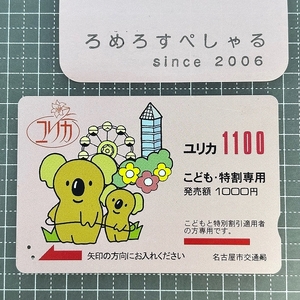 ろめろすぺしゃる
since 2006
ユリカ
ユリカ 1100
こども・特割専用
発売額 1000円
こどもと特別割引適用者
の方専用です。
矢印の方向にお入れください
名古屋市交通局